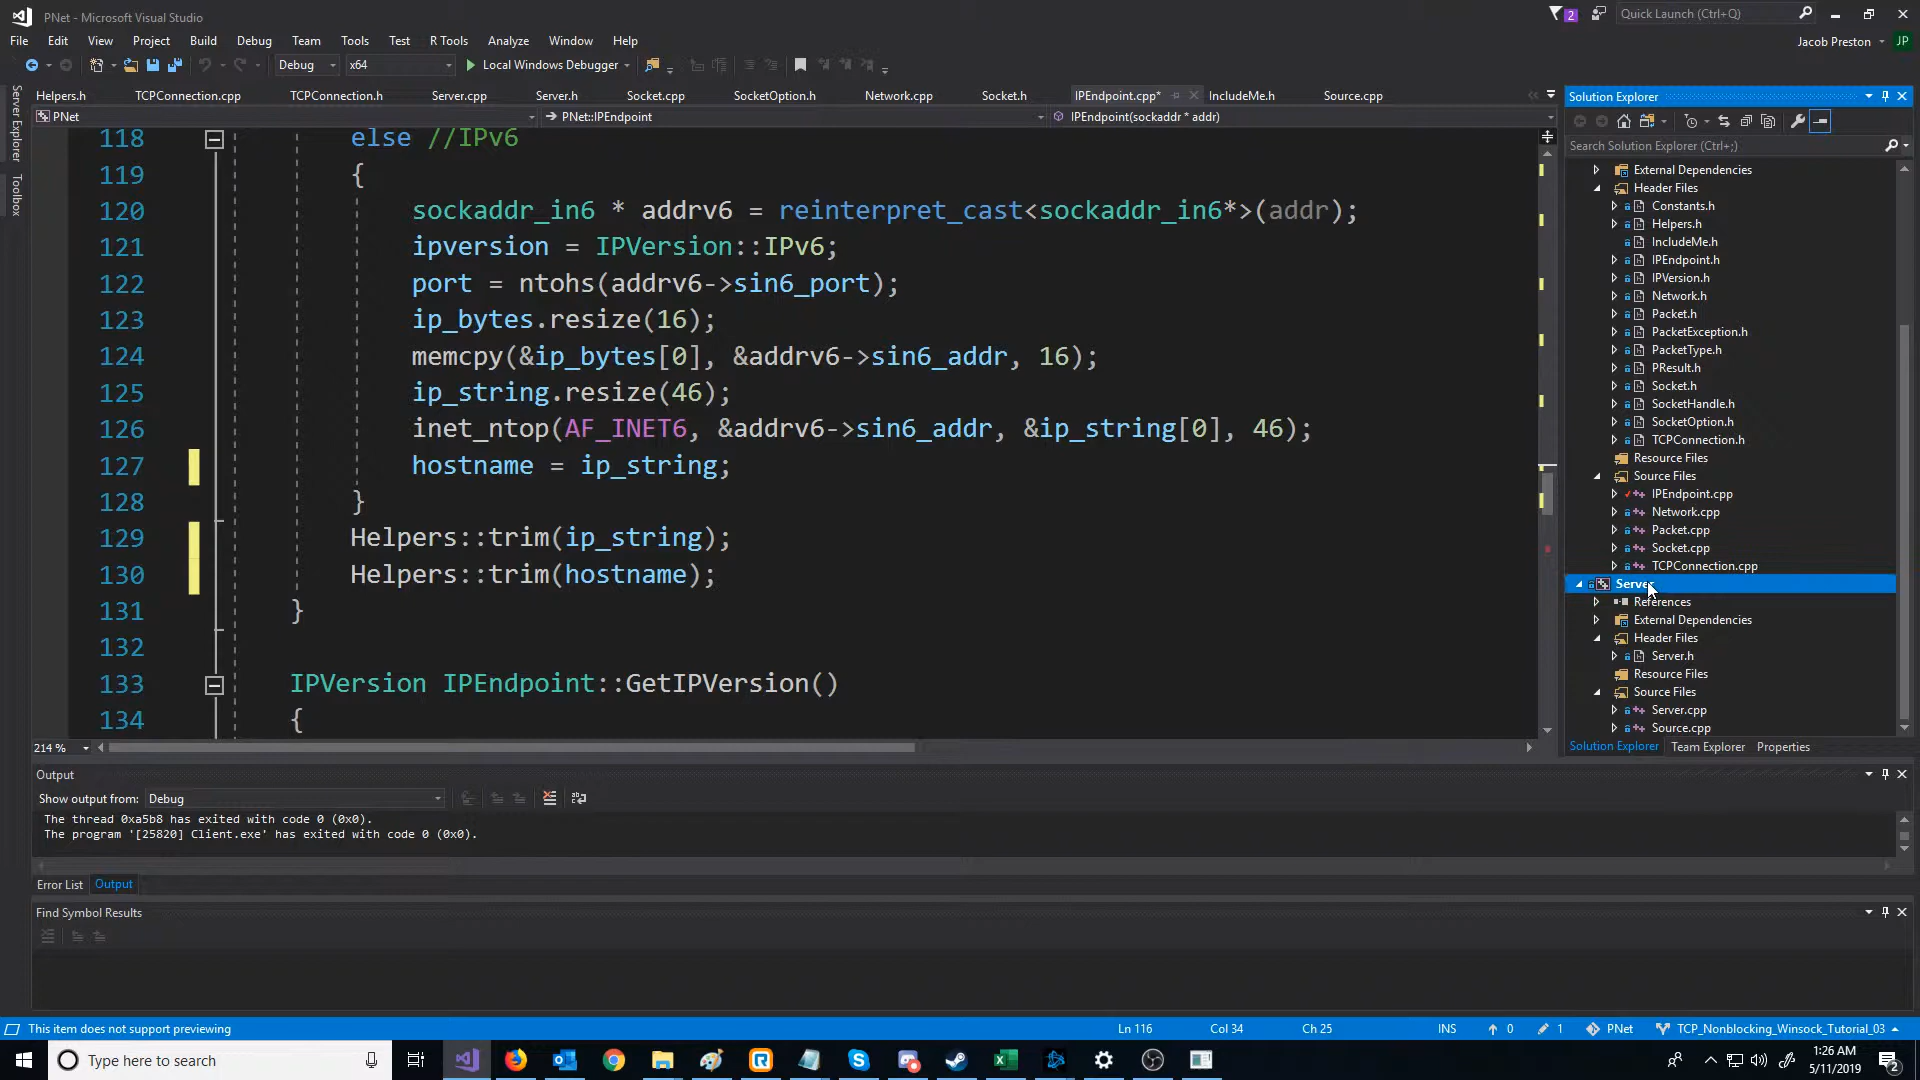 PNet - Microsoft Visual Studio
2
Quick Launch (Ctrl+Q)
File Edit View Project Build Debug Team Tools Test R Tools Analyze Window Help
Jacob Preston JP
Debug x64 Local Windows Debugger
Helpers.h TCPConnection.cpp TCPConnection.h Server.cpp Server.h Socket.cpp SocketOption.h Network.cpp Socket.h IPEndpoint.cpp* IncludeMe.h Source.cpp
PNet PNet::IPEndpoint IPEndpoint(sockaddr * addr)
Server Explorer
Toolbox
118 else //IPv6
119 {
120 sockaddr_in6 * addrv6 = reinterpret_cast<sockaddr_in6*>(addr);
121 ipversion = IPVersion::IPv6;
122 port = ntohs(addrv6->sin6_port);
123 ip_bytes.resize(16);
124 memcpy(&ip_bytes[0], &addrv6->sin6_addr, 16);
125 ip_string.resize(46);
126 inet_ntop(AF_INET6, &addrv6->sin6_addr, &ip_string[0], 46);
127 hostname = ip_string;
128 }
129 Helpers::trim(ip_string);
130 Helpers::trim(hostname);
131 }
132
133 IPVersion IPEndpoint::GetIPVersion()
134 {
214 %
Solution Explorer
Search Solution Explorer (Ctrl+;)
External Dependencies
Header Files
Constants.h
Helpers.h
IncludeMe.h
IPEndpoint.h
IPVersion.h
Network.h
Packet.h
PacketException.h
PacketType.h
PResult.h
Socket.h
SocketHandle.h
SocketOption.h
TCPConnection.h
Resource Files
Source Files
IPEndpoint.cpp
Network.cpp
Packet.cpp
Socket.cpp
TCPConnection.cpp
Server
References
External Dependencies
Header Files
Server.h
Resource Files
Source Files
Server.cpp
Source.cpp
Solution Explorer Team Explorer Properties
Output
Show output from: Debug
The thread 0xa5b8 has exited with code 0 (0x0).
The program '[25820] Client.exe' has exited with code 0 (0x0).
Error List Output
Find Symbol Results
This item does not support previewing Ln 116 Col 34 Ch 25 INS 0 1 PNet TCP_Nonblocking_Winsock_Tutorial_03
Type here to search
1:26 AM
5/11/2019
2